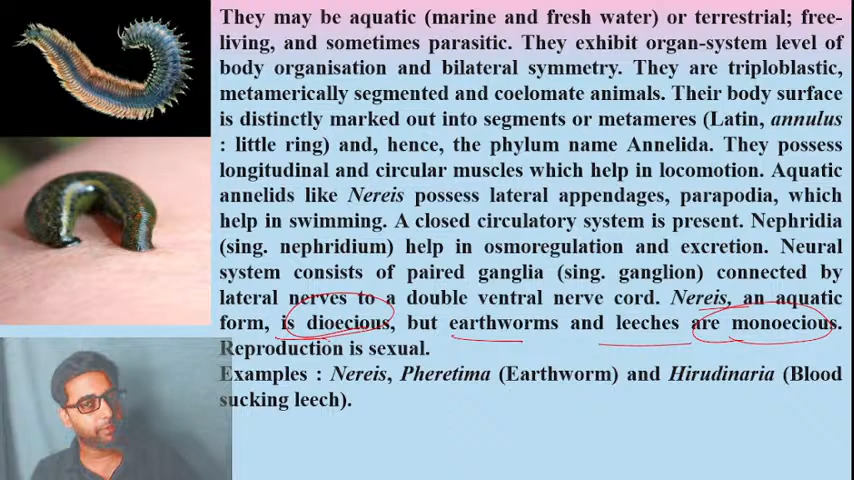 They may be aquatic (marine and fresh water) or terrestrial; free-
living, and sometimes parasitic. They exhibit organ-system level of
body organisation and bilateral symmetry. They are triploblastic,
metamerically segmented and coelomate animals. Their body surface
is distinctly marked out into segments or metameres (Latin, annulus
: little ring) and, hence, the phylum name Annelida. They possess
longitudinal and circular muscles which help in locomotion. Aquatic
annelids like Nereis possess lateral appendages, parapodia, which
help in swimming. A closed circulatory system is present. Nephridia
(sing. nephridium) help in osmoregulation and excretion. Neural
system consists of paired ganglia (sing. ganglion) connected by
lateral nerves to a double ventral nerve cord. Nereis, an aquatic
form, is dioecious, but earthworms and leeches are monoecious.
Reproduction is sexual.
Examples : Nereis, Pheretima (Earthworm) and Hirudinaria (Blood
sucking leech).